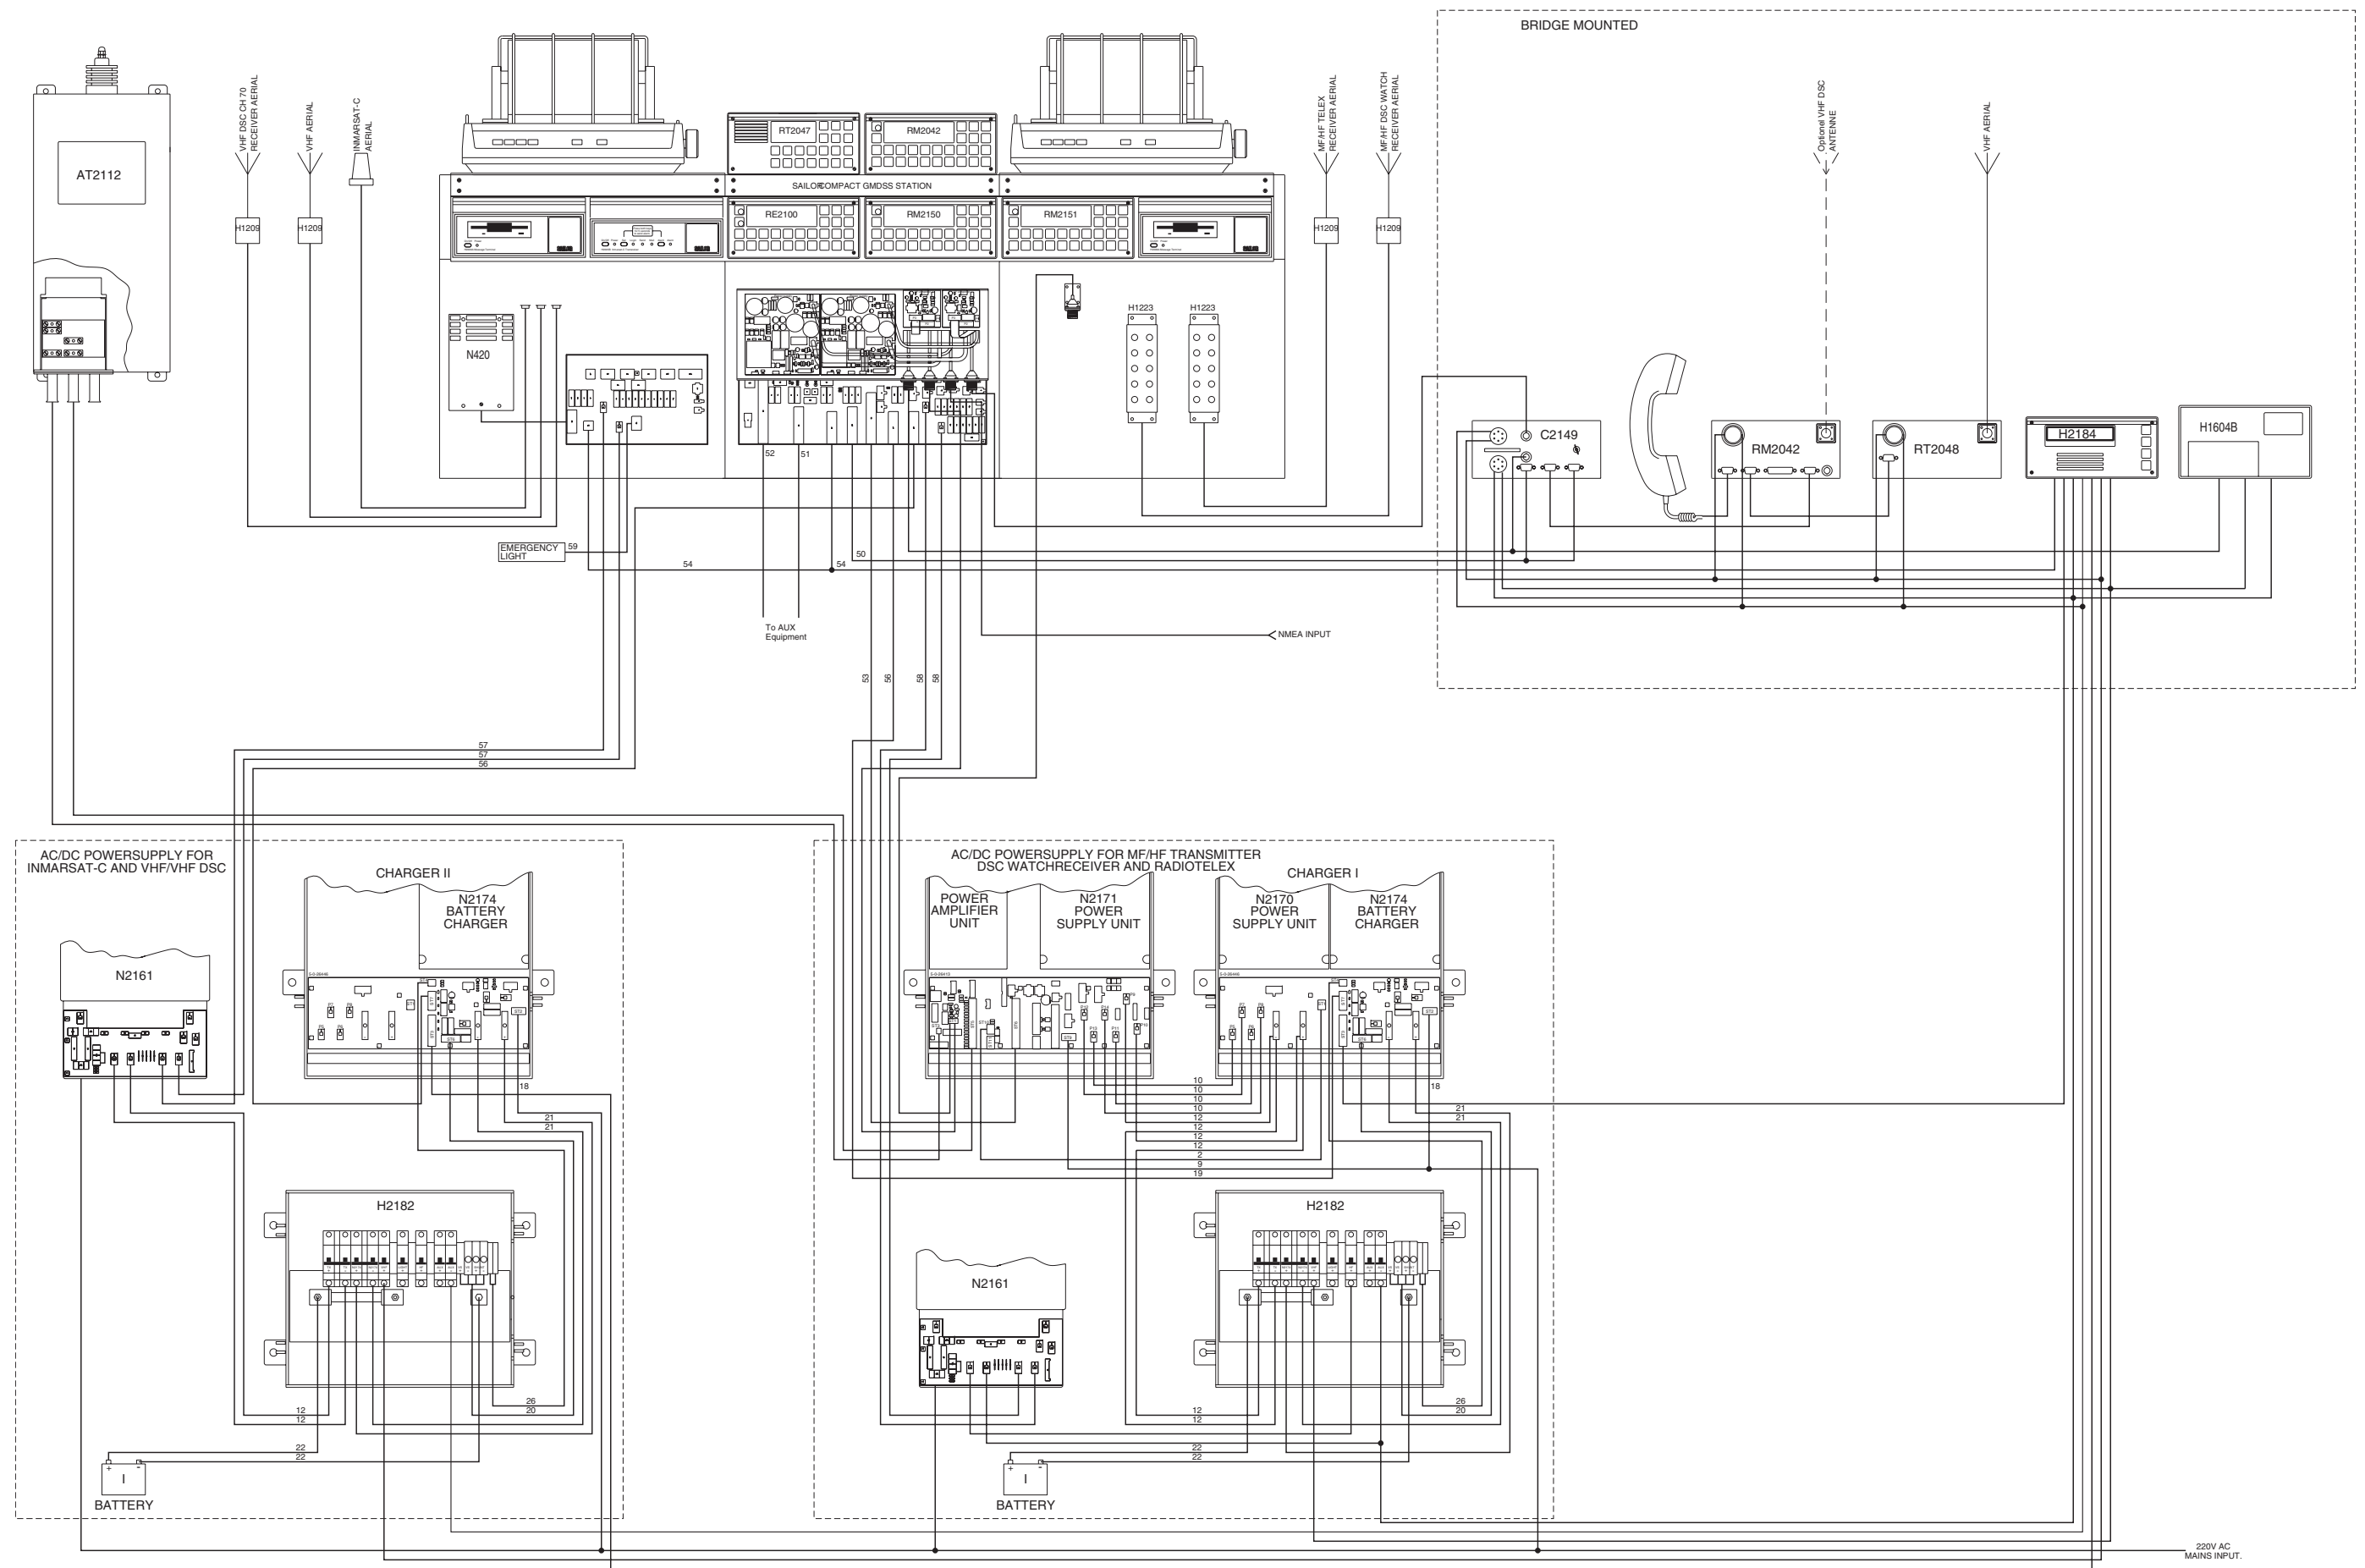 BRIDGE MOUNTED
VHF DSC CH 70
RECEIVER AERIAL
VHF AERIAL
INMARSAT-C
AERIAL
MF/HF TELEX
RECEIVER AERIAL
MF/HF DSC WATCH
RECEIVER AERIAL
Optional VHF DSC
ANTENNE
VHF AERIAL
AT2112
RT2047
RM2042
SAILOR COMPACT GMDSS STATION
RE2100
RM2150
RM2151
H1209
H1209
H1209
H1209
H1223
H1223
N420
C2149
RM2042
RT2048
H2184
H1604B
52
51
EMERGENCY
LIGHT
59
54
54
50
To AUX
Equipment
NMEA INPUT
53
56
58
58
57
57
56
AC/DC POWERSUPPLY FOR
INMARSAT-C AND VHF/VHF DSC
CHARGER II
N2174
BATTERY
CHARGER
N2161
18
21
21
H2182
26
20
12
12
22
22
+ -
I
BATTERY
AC/DC POWERSUPPLY FOR MF/HF TRANSMITTER
DSC WATCHRECEIVER AND RADIOTELEX
CHARGER I
POWER
AMPLIFIER
UNIT
N2171
POWER
SUPPLY UNIT
N2170
POWER
SUPPLY UNIT
N2174
BATTERY
CHARGER
10
10
10
10
12
12
12
12
2
9
19
18
21
21
H2182
N2161
26
20
12
12
22
22
+ -
I
BATTERY
220V AC
MAINS INPUT.